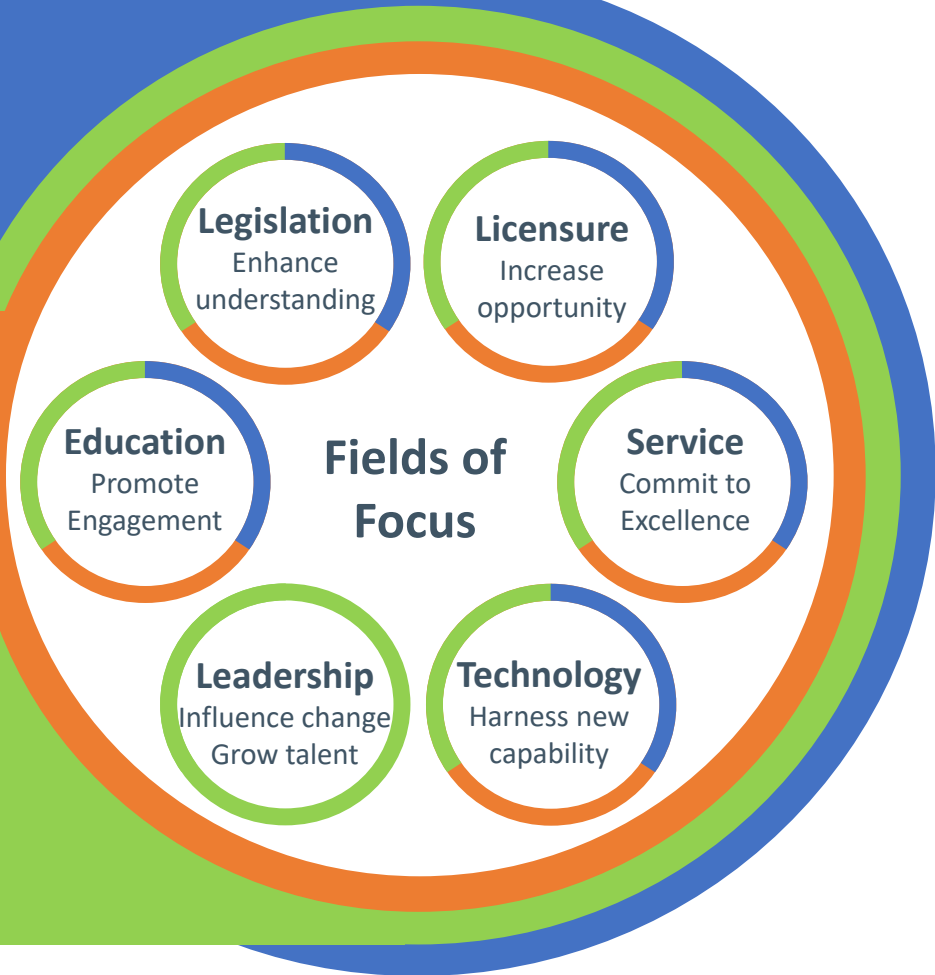 Legislation
Enhance
understanding
Licensure
Increase
opportunity
Education
Promote
Engagement
Fields of
Focus
Service
Commit to
Excellence
Leadership
Influence change
Grow talent
Technology
Harness new
capability